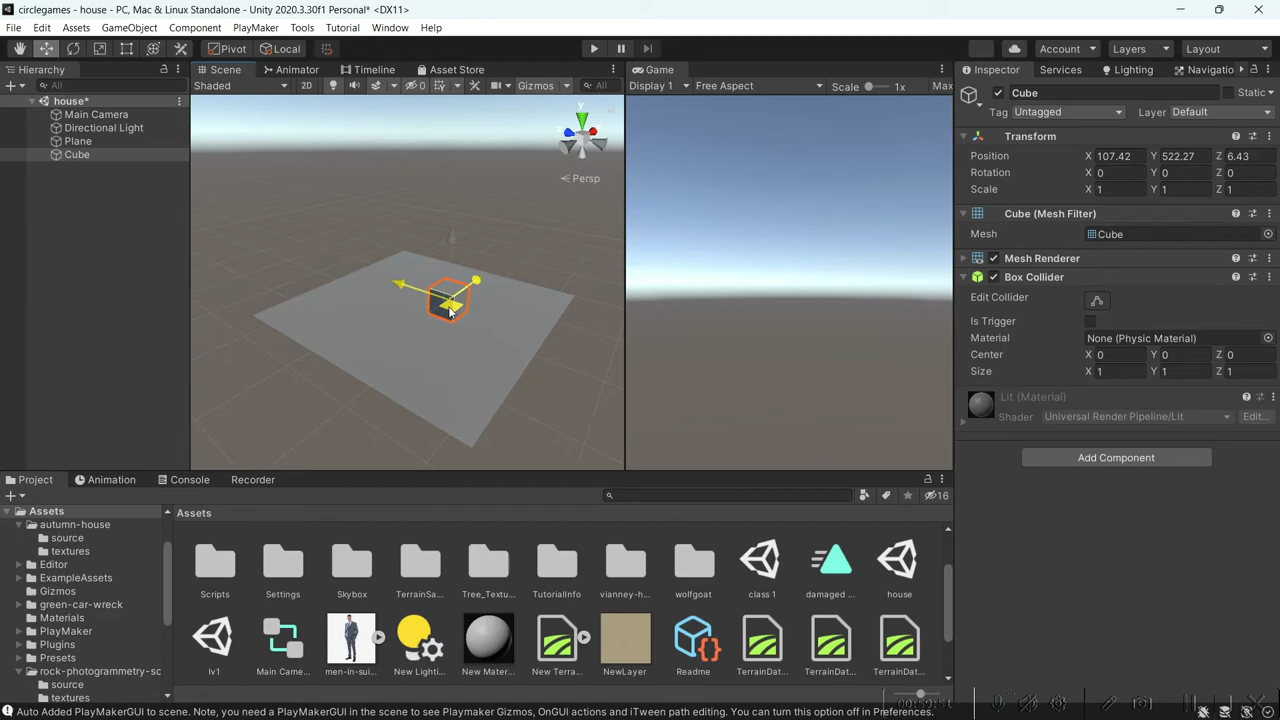 circlegames - house - PC, Mac & Linux Standalone - Unity 2020.3.30f1 Personal* <DX11>
File Edit Assets GameObject Component PlayMaker Tools Tutorial Window Help
Pivot Local Account Layers Layout
Hierarchy Scene Animator Timeline Asset Store Game Inspector Services Lighting Navigatio
All Shaded 2D 0 Gizmos All Display 1 Free Aspect Scale 1x Max Cube Static
house*
Main Camera
Directional Light
Plane
Cube
y
Persp
Tag Untagged Layer Default
Transform
Position X 107.42 Y 522.27 Z 6.43
Rotation X 0 Y 0 Z 0
Scale X 1 Y 1 Z 1
Cube (Mesh Filter)
Mesh Cube
Mesh Renderer
Box Collider
Edit Collider
Is Trigger
Material None (Physic Material)
Center X 0 Y 0 Z 0
Size X 1 Y 1 Z 1
Lit (Material)
Shader Universal Render Pipeline/Lit Edit...
Add Component
Project Animation Console Recorder
16
Assets
autumn-house
source
textures
Editor
ExampleAssets
Gizmos
green-car-wreck
Materials
PlayMaker
Plugins
Presets
rock-photogrammetry-sc
source
textures
Assets
Scripts Settings Skybox TerrainSa... Tree_Textu... TutorialInfo vianney-h... wolfgoat class 1 damaged ... house
lv1 Main Came... men-in-sui... New Lighti... New Mater... New Terra... NewLayer Readme TerrainDat... TerrainDat... TerrainDat...
Auto Added PlayMakerGUI to scene. Note, you need a PlayMakerGUI in the scene to see PlayMaker Gizmos, OnGUI actions and iTween path editing. You can turn this option off in Preferences.